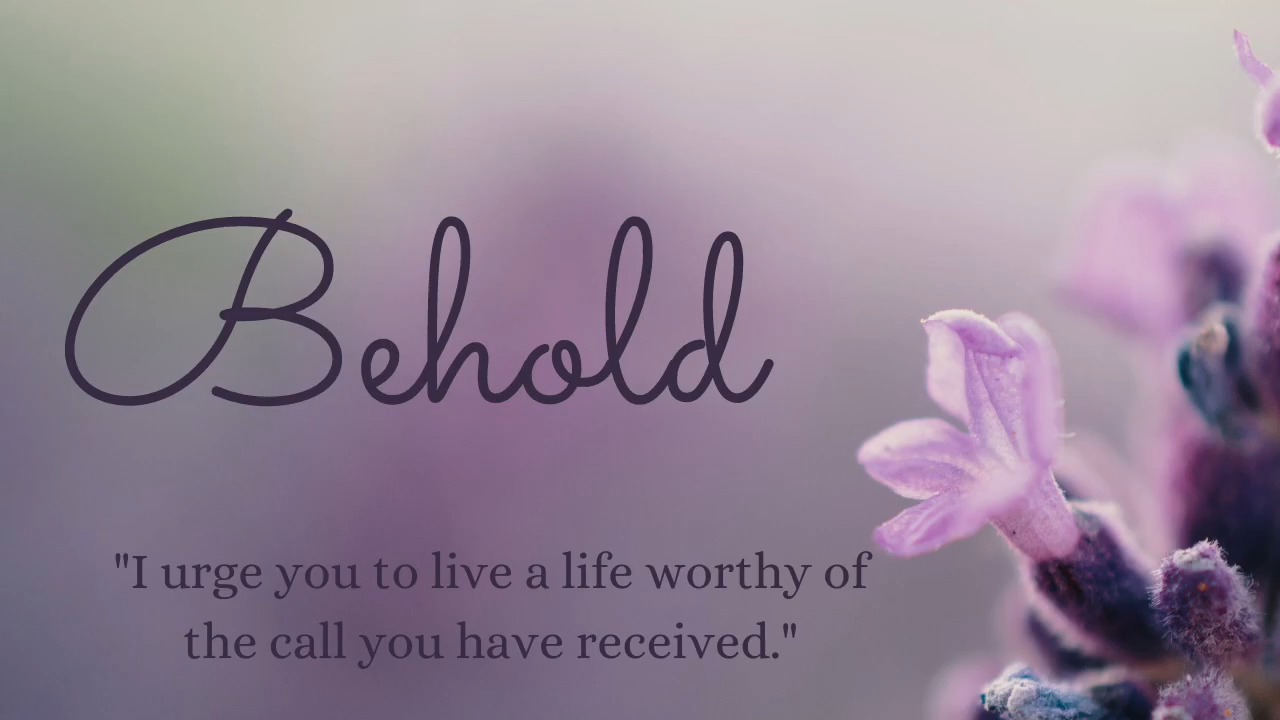 Behold
"I urge you to live a life worthy of
the call you have received."